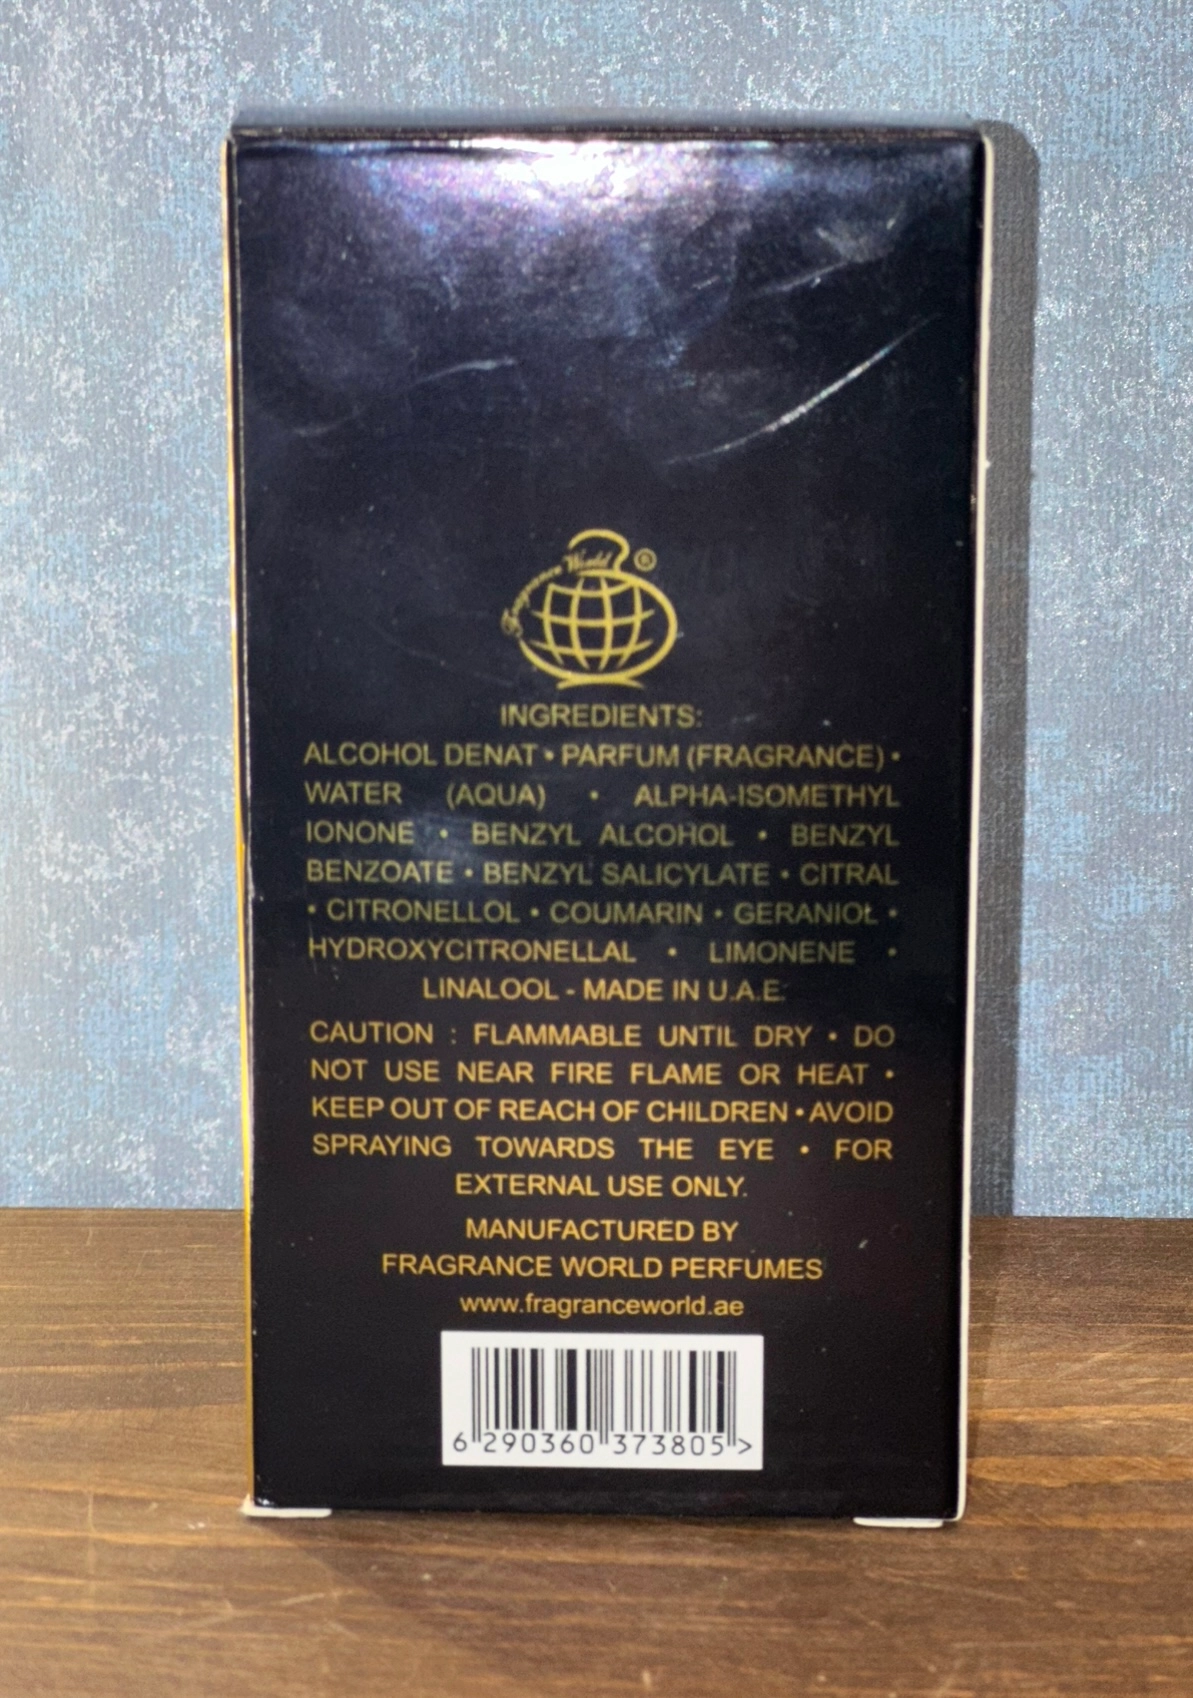 Fragrance World ®
INGREDIENTS:
ALCOHOL DENAT • PARFUM (FRAGRANCE) •
WATER (AQUA) • ALPHA-ISOMETHYL
IONONE • BENZYL ALCOHOL • BENZYL
BENZOATE • BENZYL SALICYLATE • CITRAL
• CITRONELLOL • COUMARIN • GERANIOL •
HYDROXYCITRONELLAL • LIMONENE •
LINALOOL - MADE IN U.A.E.
CAUTION : FLAMMABLE UNTIL DRY • DO
NOT USE NEAR FIRE FLAME OR HEAT •
KEEP OUT OF REACH OF CHILDREN • AVOID
SPRAYING TOWARDS THE EYE • FOR
EXTERNAL USE ONLY.
MANUFACTURED BY
FRAGRANCE WORLD PERFUMES
www.fragranceworld.ae
6 290360 373805 >